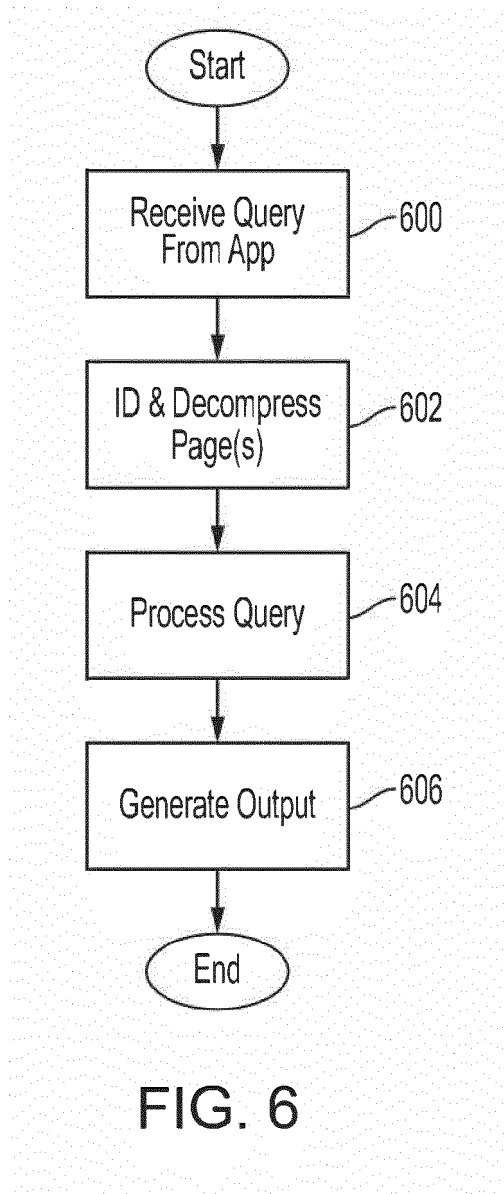 Start
Receive Query
From App
600
ID & Decompress
Page(s)
602
Process Query
604
Generate Output
606
End
FIG. 6